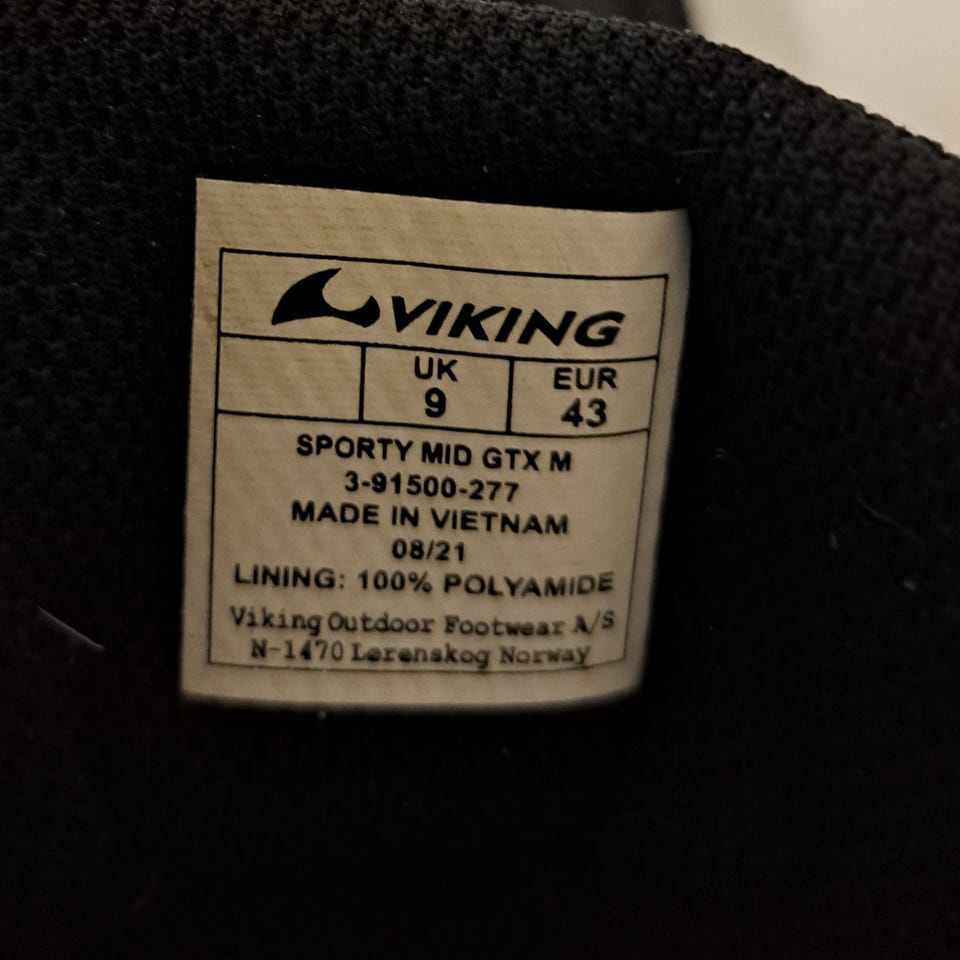 VIKING
UK EUR
9 43
SPORTY MID GTX M
3-91500-277
MADE IN VIETNAM
08/21
LINING: 100% POLYAMIDE
Viking Outdoor Footwear A/S
N-1470 Lørenskog Norway